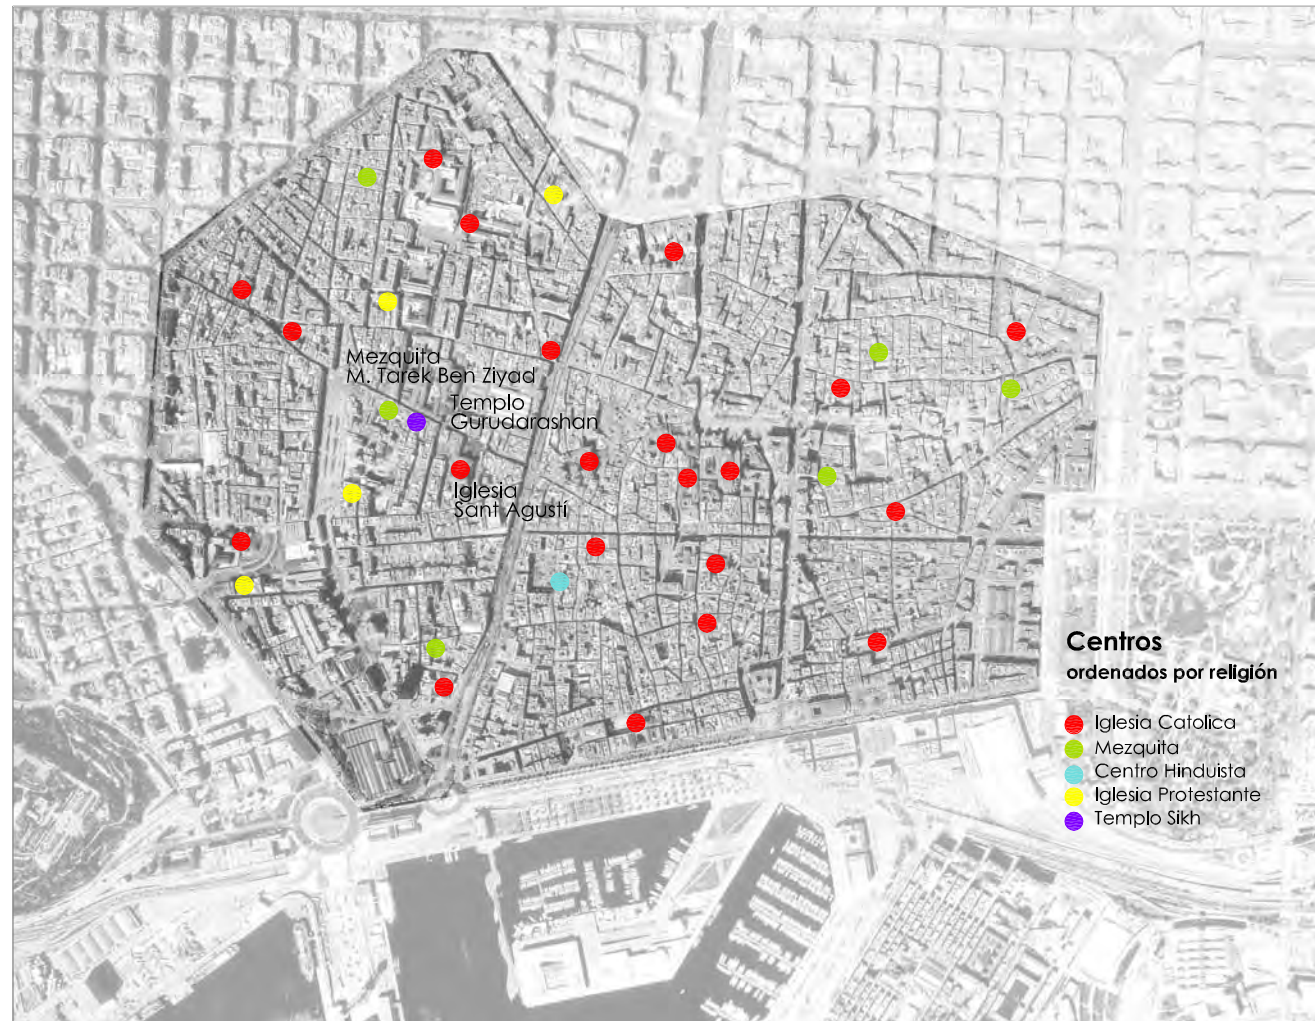 Mezquita
M. Tarek Ben Ziyad
Templo
Gurudarashan
Iglesia
Sant Agustí
Centros
ordenados por religión
Iglesia Catolica
Mezquita
Centro Hinduista
Iglesia Protestante
Templo Sikh